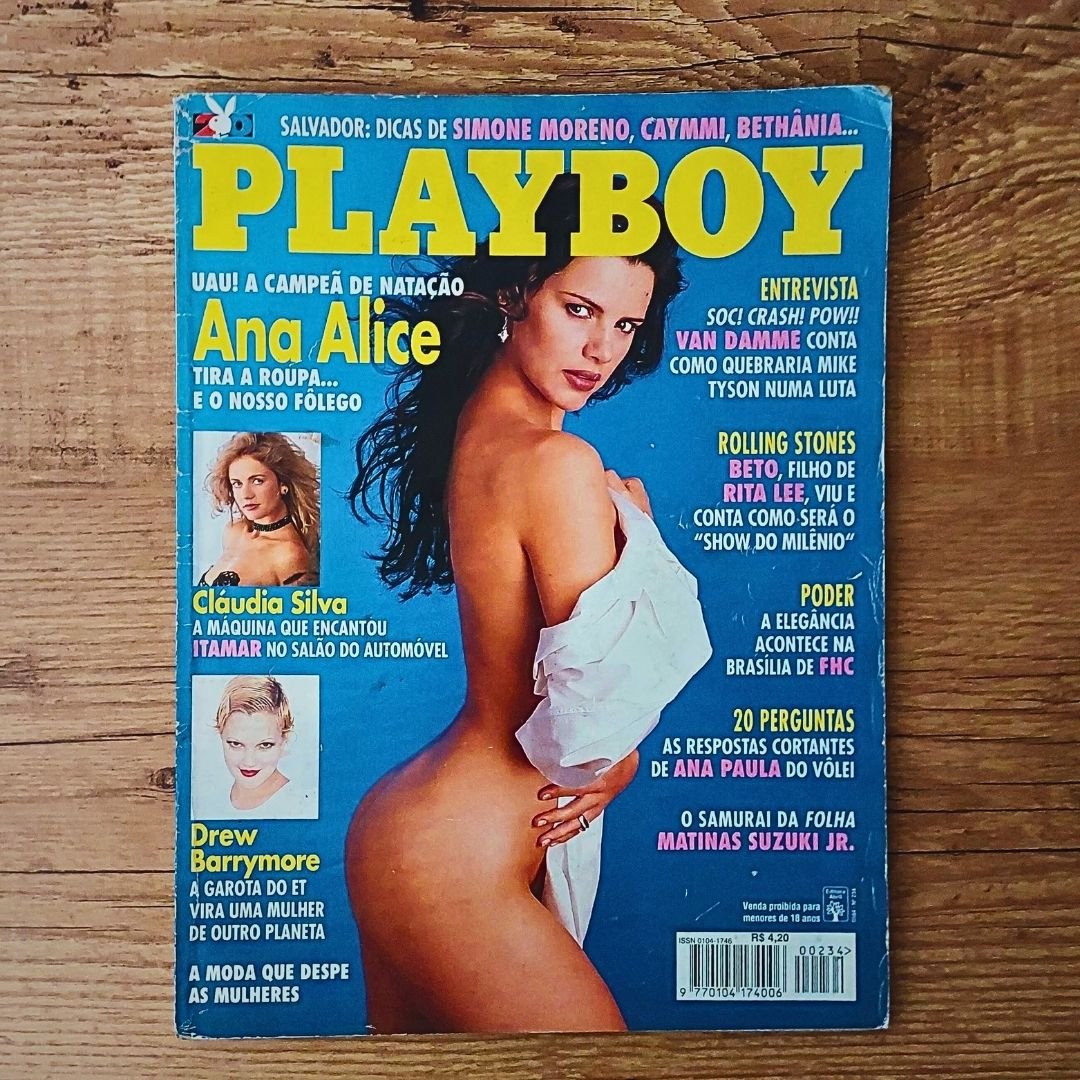 SALVADOR: DICAS DE SIMONE MORENO, CAYMMI, BETHÂNIA...
PLAYBOY
UAU! A CAMPEÃ DE NATAÇÃO
Ana Alice
TIRA A ROUPA...
E O NOSSO FÔLEGO
Cláudia Silva
A MÁQUINA QUE ENCANTOU
ITAMAR NO SALÃO DO AUTOMÓVEL
Drew
Barrymore
A GAROTA DO ET
VIRA UMA MULHER
DE OUTRO PLANETA
A MODA QUE DESPE
AS MULHERES
ENTREVISTA
SOC! CRASH! POW!!
VAN DAMME CONTA
COMO QUEBRARIA MIKE
TYSON NUMA LUTA
ROLLING STONES
BETO, FILHO DE
RITA LEE, VIU E
CONTA COMO SERÁ O
"SHOW DO MILÊNIO"
PODER
A ELEGÂNCIA
ACONTECE NA
BRASÍLIA DE FHC
20 PERGUNTAS
AS RESPOSTAS CORTANTES
DE ANA PAULA DO VÔLEI
O SAMURAI DA FOLHA
MATINAS SUZUKI JR.
Venda proibida para
menores de 18 anos
Editora
Abril
ISSN 0104-1746
R$ 4,20
00234>
9 770104 174006